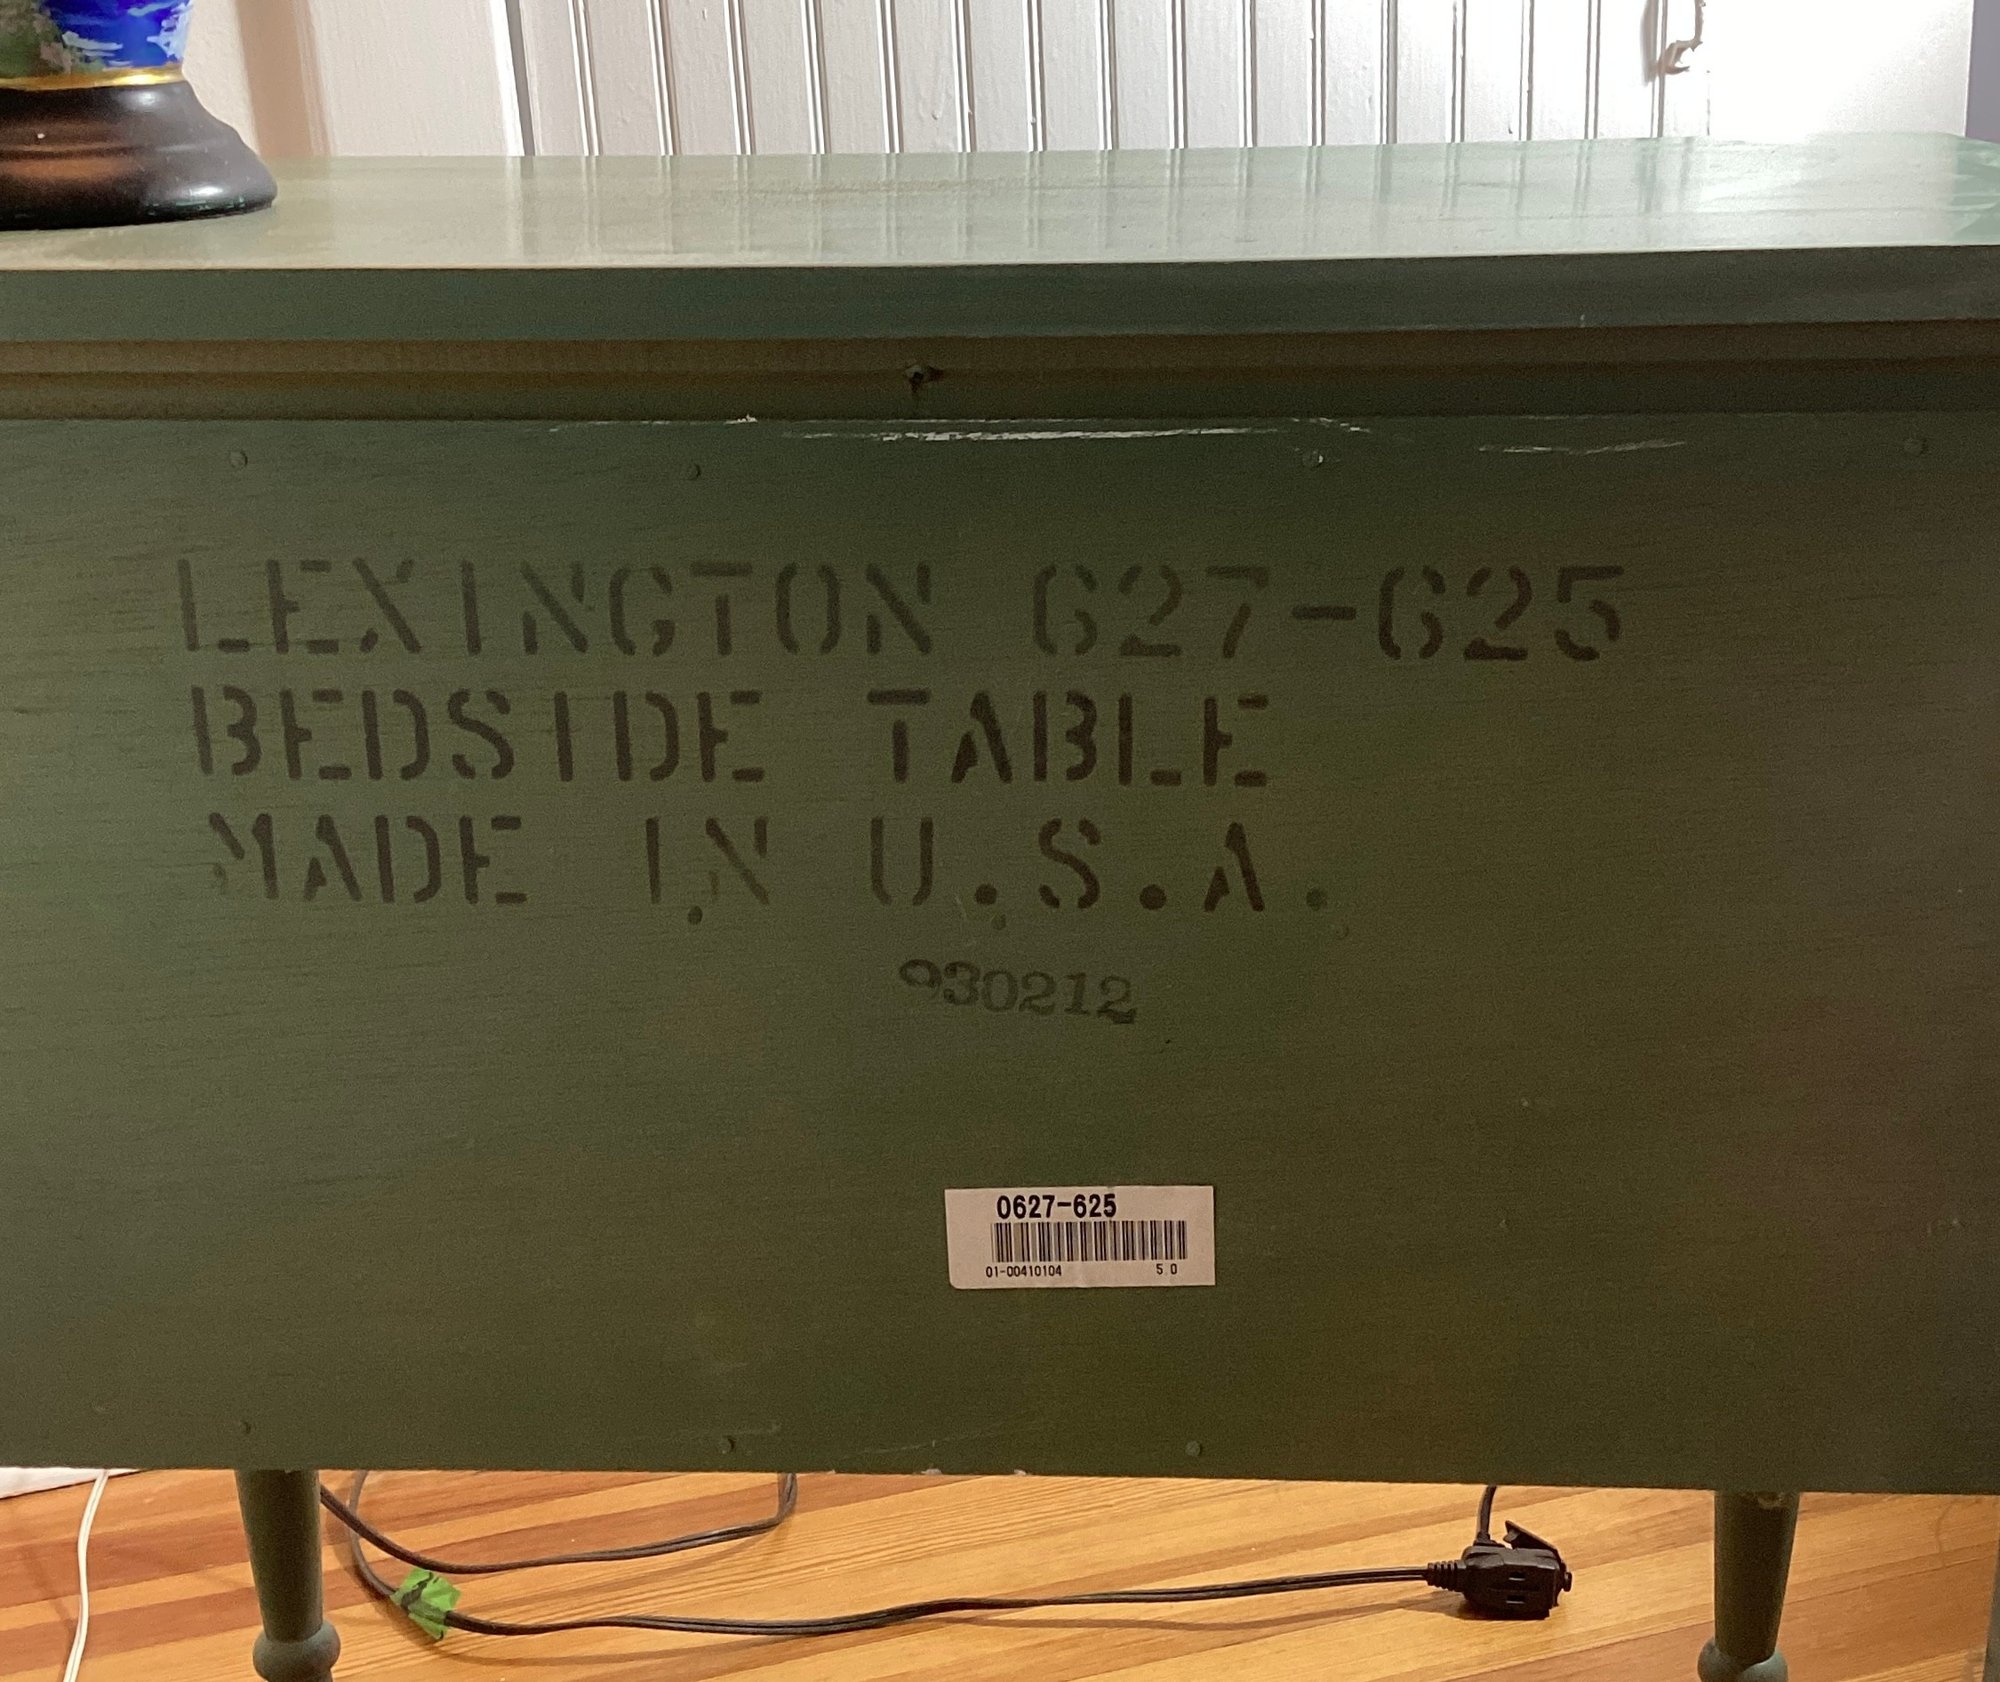 LEXINGTON 627-625
BEDSIDE TABLE
MADE IN U.S.A.
930212
0627-625
01-00410104 5 0